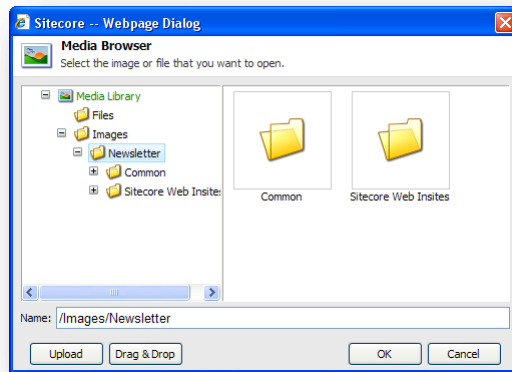 Sitecore -- Webpage Dialog
Media Browser
Select the image or file that you want to open.
Media Library
Files
Images
Newsletter
Common
Sitecore Web Insites
Common
Sitecore Web Insites
Name: /Images/Newsletter
Upload Drag & Drop OK Cancel